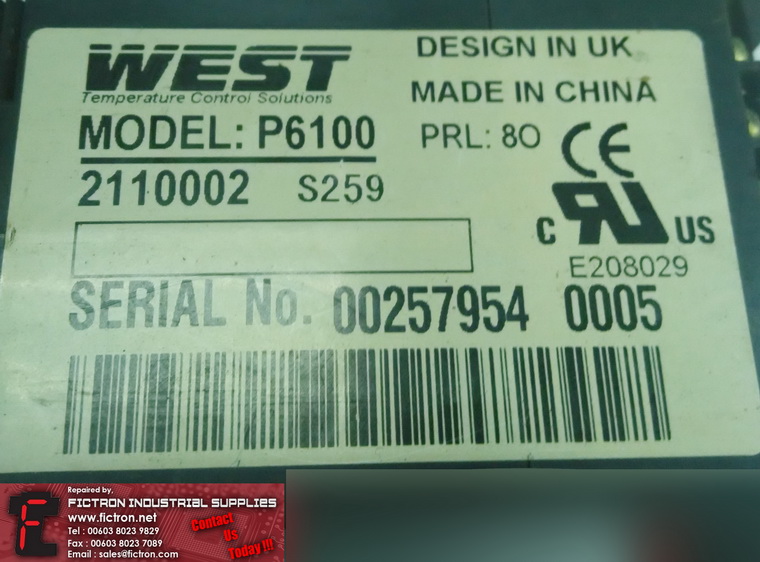 WEST
Temperature Control Solutions
DESIGN IN UK
MADE IN CHINA
MODEL: P6100
PRL: 80
CE
2110002 S259
C RU US
E208029
SERIAL No. 00257954 0005
Repaired by,
FICTRON INDUSTRIAL SUPPLIES
www.fictron.net
Tel : 00603 8023 9829
Fax : 00603 8023 7089
Email : sales@fictron.com
Contact
Us
Today !!!